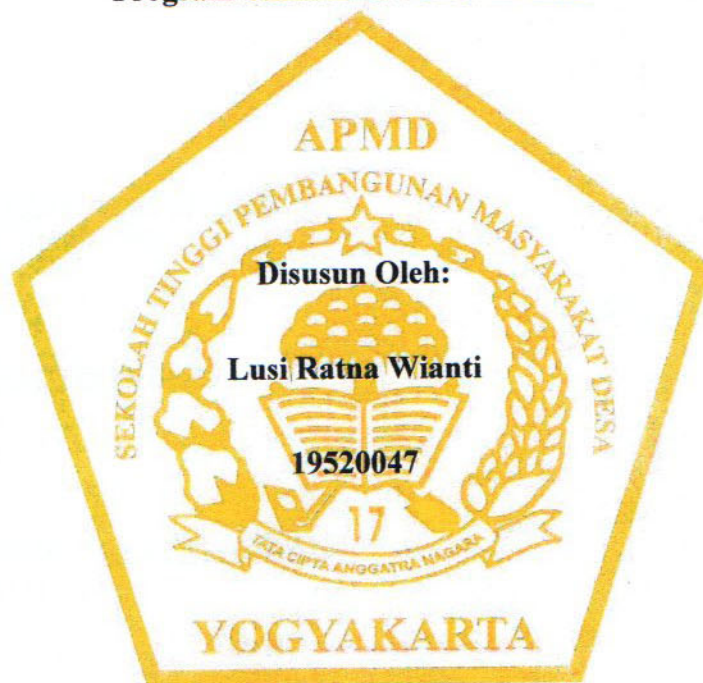 APMD
SEKOLAH TINGGI PEMBANGUNAN MASYARAKAT DESA
Disusun Oleh:
Lusi Ratna Wianti
19520047
17
TATA CIPTA ANGGATRA NAGARA
YOGYAKARTA